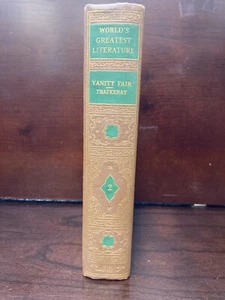 WORLD'S
GREATEST
LITERATURE
VANITY FAIR
THACKERAY
2